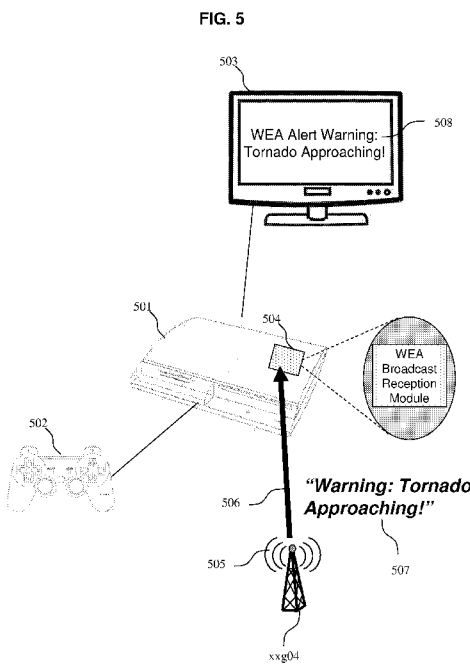 FIG. 5
503
508
WEA Alert Warning:
Tornado Approaching!
501
504
WEA
Broadcast
Reception
Module
502
506
"Warning: Tornado
Approaching!"
505
507
xxg04